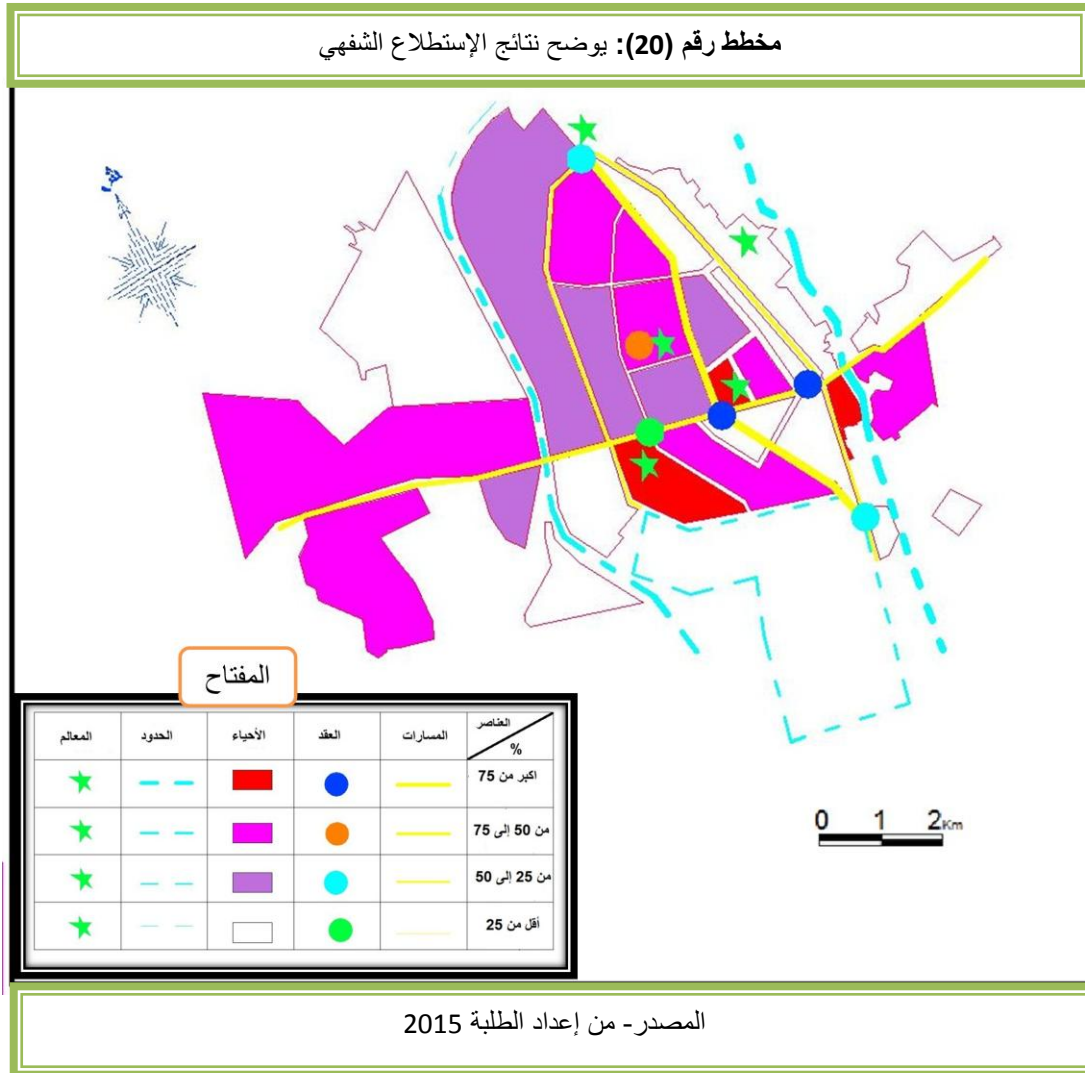 مخطط رقم (20): يوضح نتائج الإستطلاع الشفهي
المفتاح
العناصر % المسارات العقد الأحياء الحدود المعالم
اكبر من 75
من 50 إلى 75
من 25 إلى 50
أقل من 25
0 1 2Km
المصدر- من إعداد الطلبة 2015